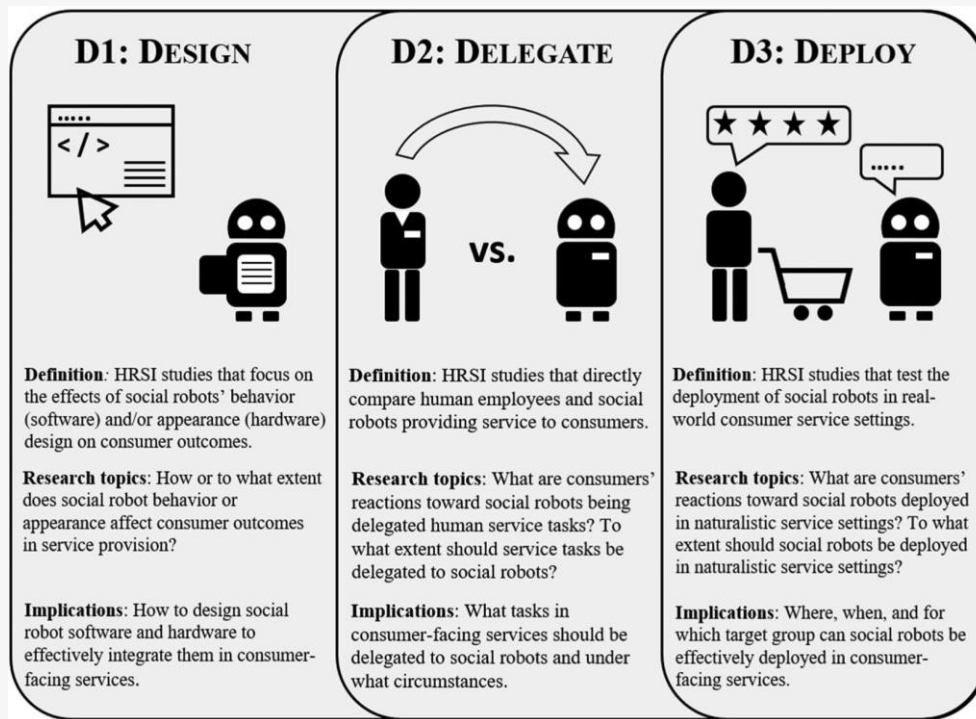 D1: DESIGN
</>
Definition: HRSI studies that focus on
the effects of social robots' behavior
(software) and/or appearance (hardware)
design on consumer outcomes.
Research topics: How or to what extent
does social robot behavior or
appearance affect consumer outcomes
in service provision?
Implications: How to design social
robot software and hardware to
effectively integrate them in consumer-
facing services.
D2: DELEGATE
vs.
Definition: HRSI studies that directly
compare human employees and social
robots providing service to consumers.
Research topics: What are consumers'
reactions toward social robots being
delegated human service tasks? To
what extent should service tasks be
delegated to social robots?
Implications: What tasks in
consumer-facing services should be
delegated to social robots and under
what circumstances.
D3: DEPLOY
Definition: HRSI studies that test the
deployment of social robots in real-
world consumer service settings.
Research topics: What are consumers'
reactions toward social robots deployed
in naturalistic service settings? To what
extent should social robots be deployed
in naturalistic service settings?
Implications: Where, when, and for
which target group can social robots be
effectively deployed in consumer-
facing services.